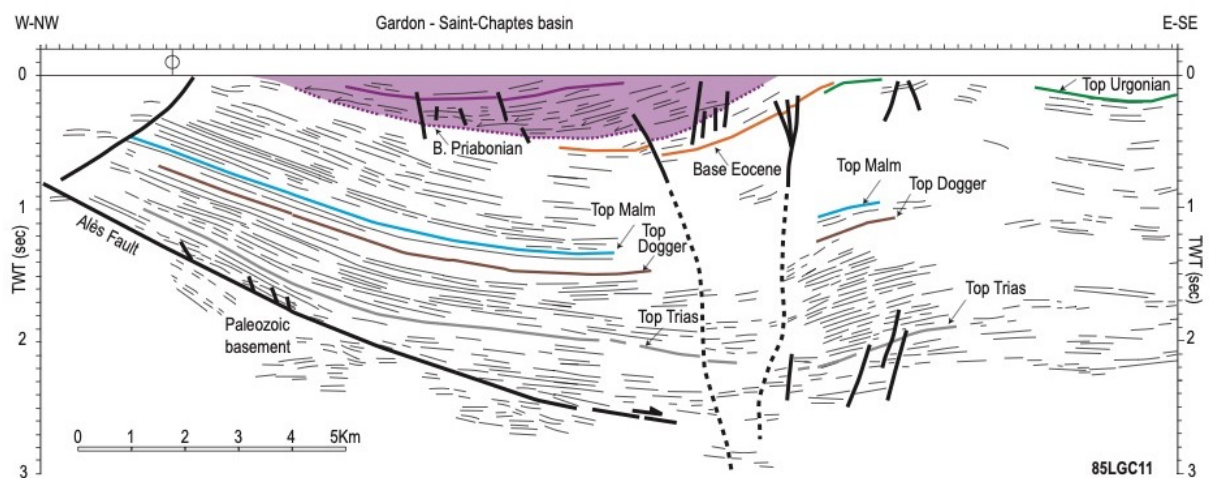 W-NW
Gardon - Saint-Chaptes basin
E-SE
0
0
Top Urgonian
B. Priabonian
Base Eocene
Top Malm
Top Dogger
1
1
Top Malm
Top
Dogger
Alès Fault
TWT (sec)
TWT (sec)
Top Trias
Top Trias
Paleozoic
basement
2
2
0 1 2 3 4 5Km
85LGC11
3
3